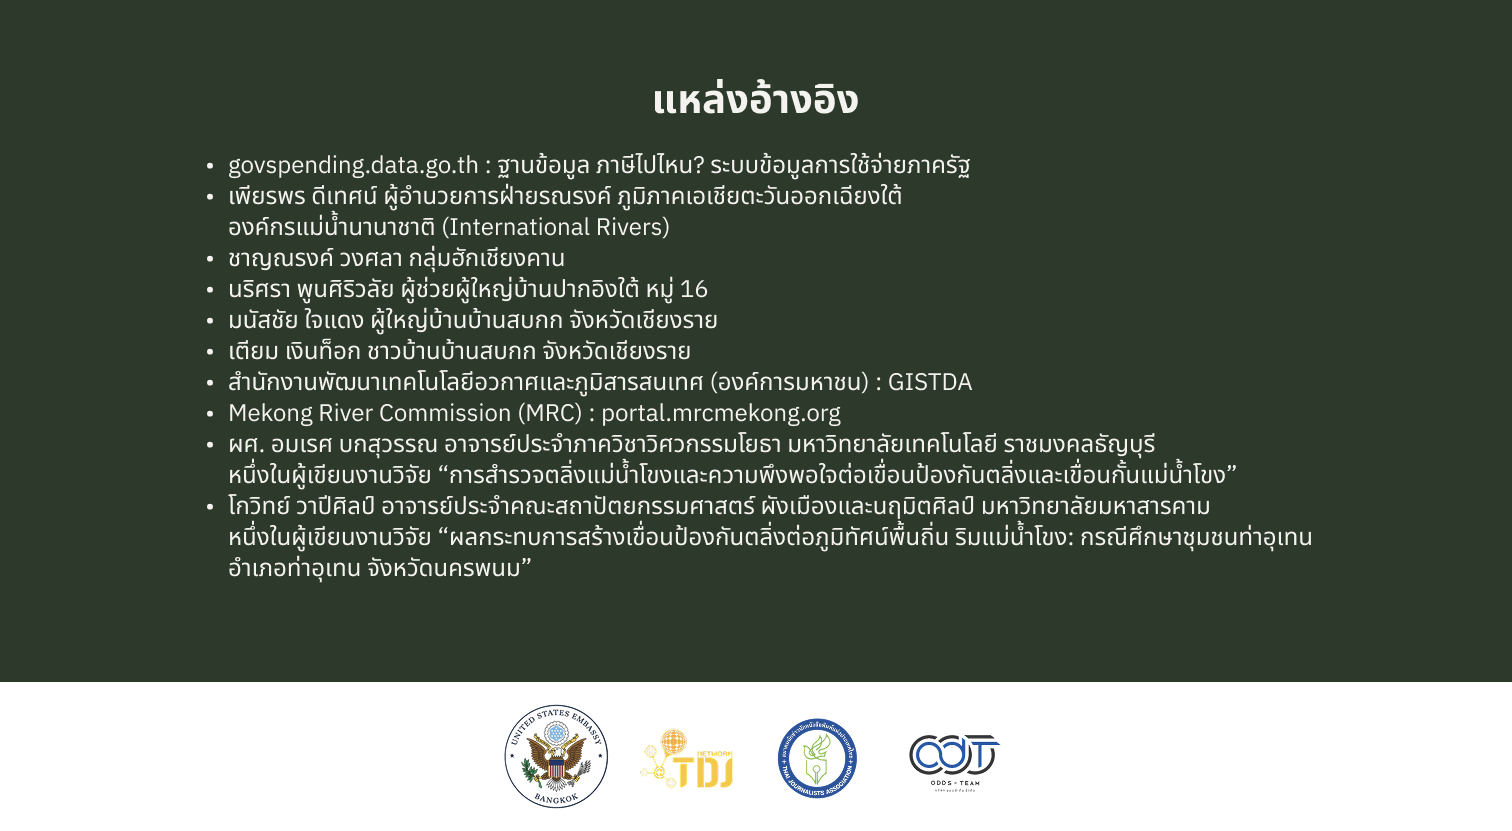 แหล่งอ้างอิง
• govspending.data.go.th : ฐานข้อมูล ภาษีไปไหน? ระบบข้อมูลการใช้จ่ายภาครัฐ
• เพียรพร ดีเทศน์ ผู้อำนวยการฝ่ายรณรงค์ ภูมิภาคเอเชียตะวันออกเฉียงใต้
องค์กรแม่น้ำนานาชาติ (International Rivers)
• ชาญณรงค์ วงศลา กลุ่มฮักเชียงคาน
• นริศรา พูนศิริวลัย ผู้ช่วยผู้ใหญ่บ้านปากอิงใต้ หมู่ 16
• มนัสชัย ใจแดง ผู้ใหญ่บ้านบ้านสบกก จังหวัดเชียงราย
• เตียม เงินท็อก ชาวบ้านบ้านสบกก จังหวัดเชียงราย
• สำนักงานพัฒนาเทคโนโลยีอวกาศและภูมิสารสนเทศ (องค์การมหาชน) : GISTDA
• Mekong River Commission (MRC) : portal.mrcmekong.org
• ผศ. อมเรศ บกสุวรรณ อาจารย์ประจำภาควิชาวิศวกรรมโยธา มหาวิทยาลัยเทคโนโลยี ราชมงคลธัญบุรี
หนึ่งในผู้เขียนงานวิจัย “การสำรวจตลิ่งแม่น้ำโขงและความพึงพอใจต่อเขื่อนป้องกันตลิ่งและเขื่อนกั้นแม่น้ำโขง”
• โกวิทย์ วาปีศิลป์ อาจารย์ประจำคณะสถาปัตยกรรมศาสตร์ ผังเมืองและนฤมิตศิลป์ มหาวิทยาลัยมหาสารคาม
หนึ่งในผู้เขียนงานวิจัย “ผลกระทบการสร้างเขื่อนป้องกันตลิ่งต่อภูมิทัศน์พื้นถิ่น ริมแม่น้ำโขง: กรณีศึกษาชุมชนท่าอุเทน
อำเภอท่าอุเทน จังหวัดนครพนม”
UNITED STATES EMBASSY
BANGKOK
NETWORK
TDJ
THAI JOURNALISTS ASSOCIATION
ODT
ODDS - TEAM